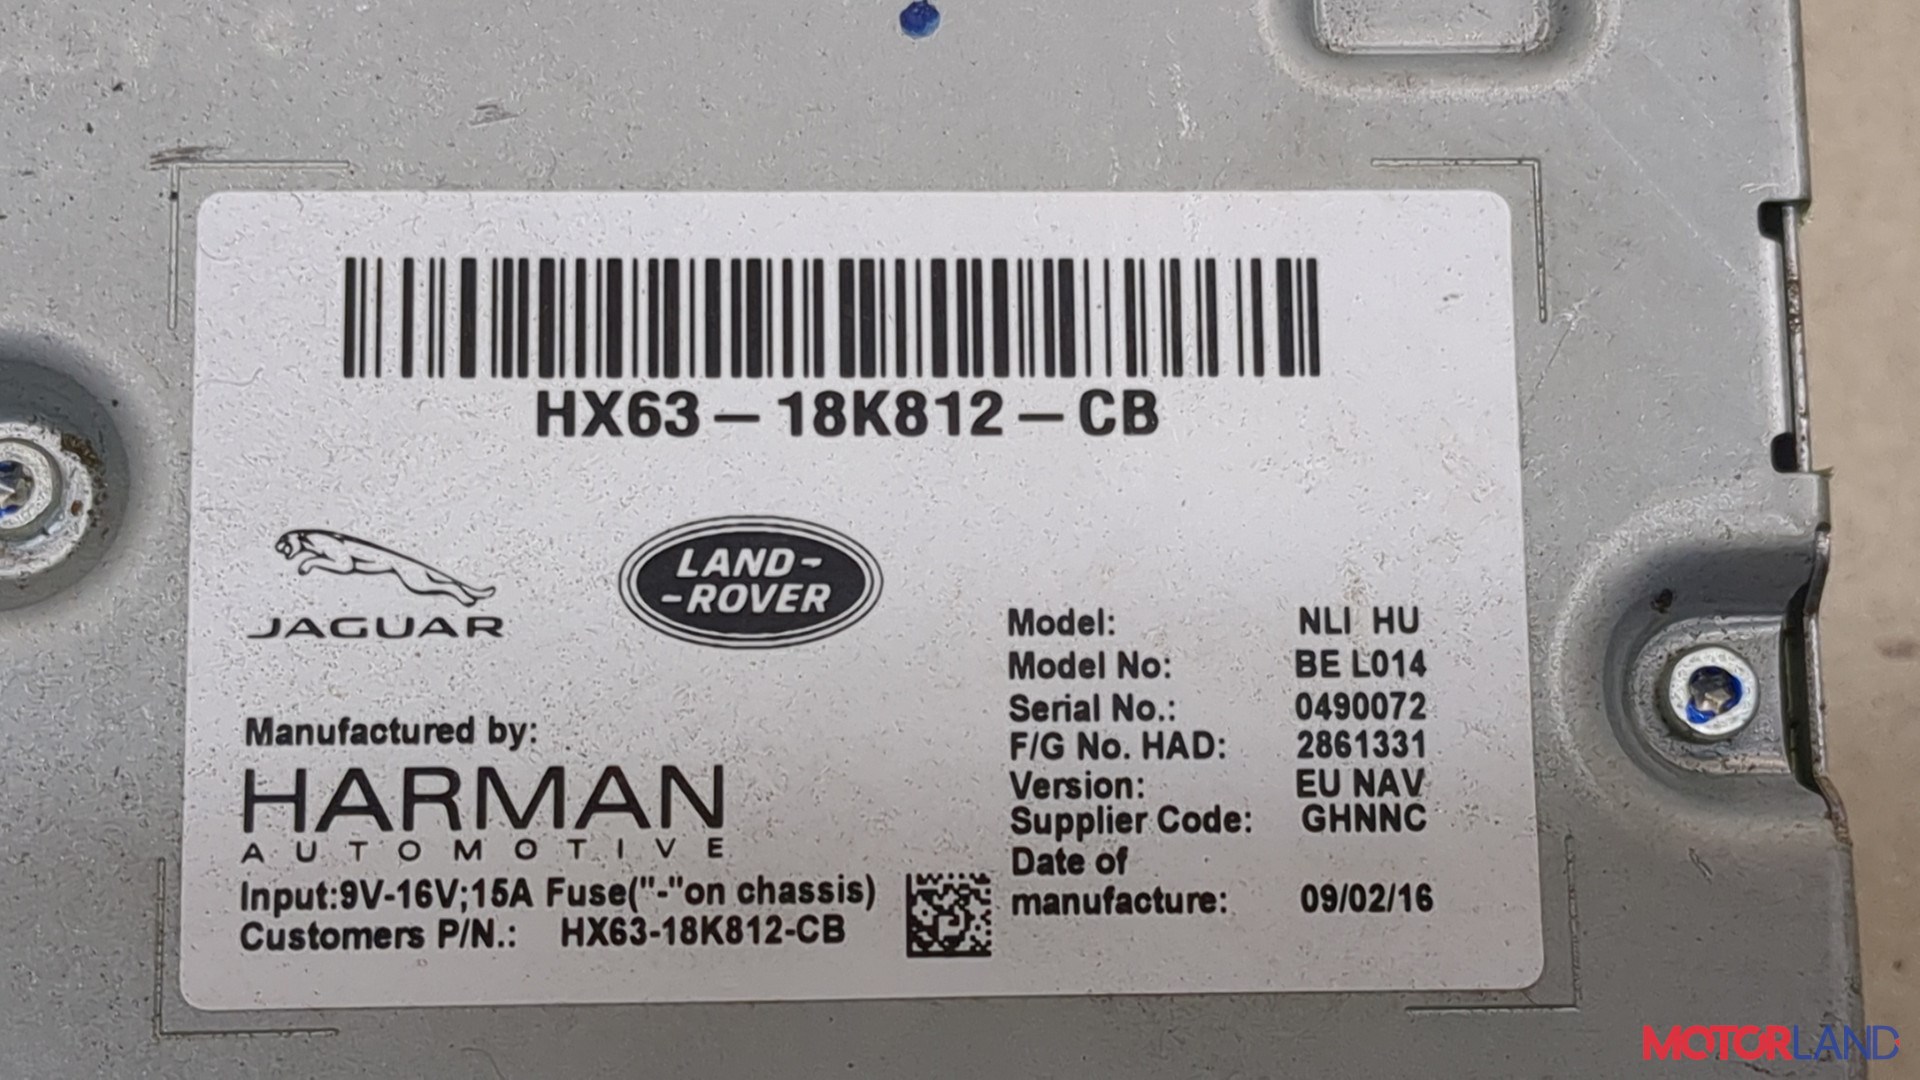 HX63-18K812-CB
JAGUAR
LAND-
-ROVER
Manufactured by:
HARMAN
AUTOMOTIVE
Input:9V-16V;15A Fuse("-"on chassis)
Customers P/N.: HX63-18K812-CB
Model: NLI HU
Model No: BE L014
Serial No.: 0490072
F/G No. HAD: 2861331
Version: EU NAV
Supplier Code: GHNNC
Date of
manufacture: 09/02/16
MOTORLAND